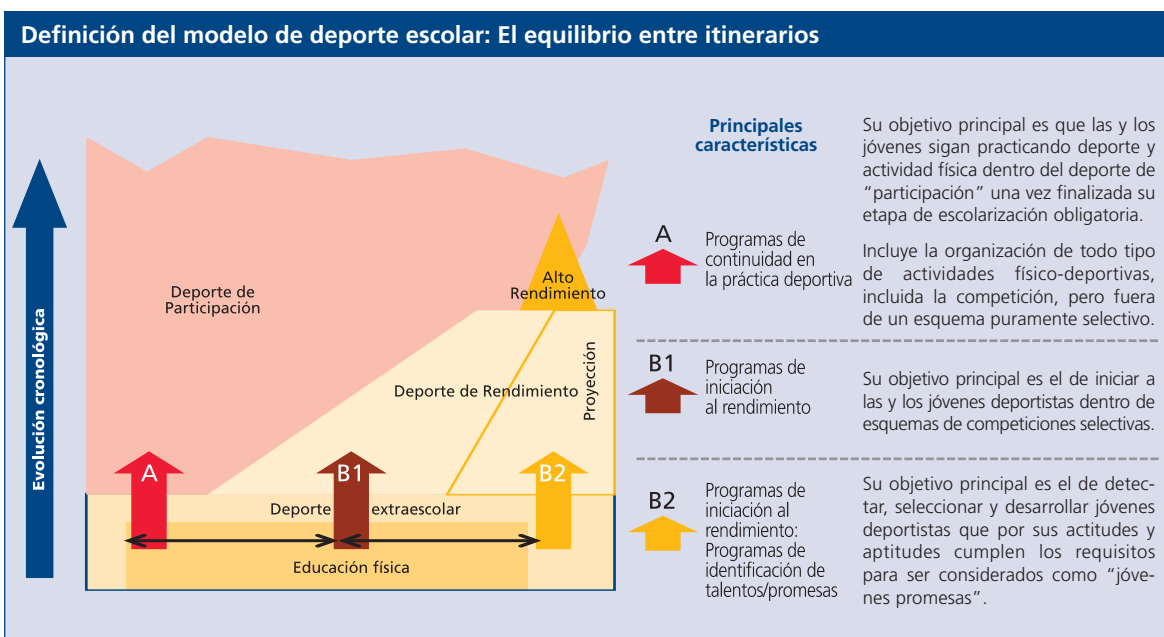 Definición del modelo de deporte escolar: El equilibrio entre itinerarios
Evolución cronológica
Deporte de
Participación
Alto
Rendimiento
Deporte de Rendimiento
Proyección
A
B1
B2
Deporte extraescolar
Educación física
Principales
características
A
Programas de
continuidad en
la práctica deportiva
Su objetivo principal es que las y los
jóvenes sigan practicando deporte y
actividad física dentro del deporte de
“participación” una vez finalizada su
etapa de escolarización obligatoria.
Incluye la organización de todo tipo
de actividades físico-deportivas,
incluida la competición, pero fuera
de un esquema puramente selectivo.
B1
Programas de
iniciación
al rendimiento
Su objetivo principal es el de iniciar a
las y los jóvenes deportistas dentro de
esquemas de competiciones selectivas.
B2
Programas de
iniciación al
rendimiento:
Programas de
identificación de
talentos/promesas
Su objetivo principal es el de detec-
tar, seleccionar y desarrollar jóvenes
deportistas que por sus actitudes y
aptitudes cumplen los requisitos
para ser considerados como “jóve-
nes promesas”.